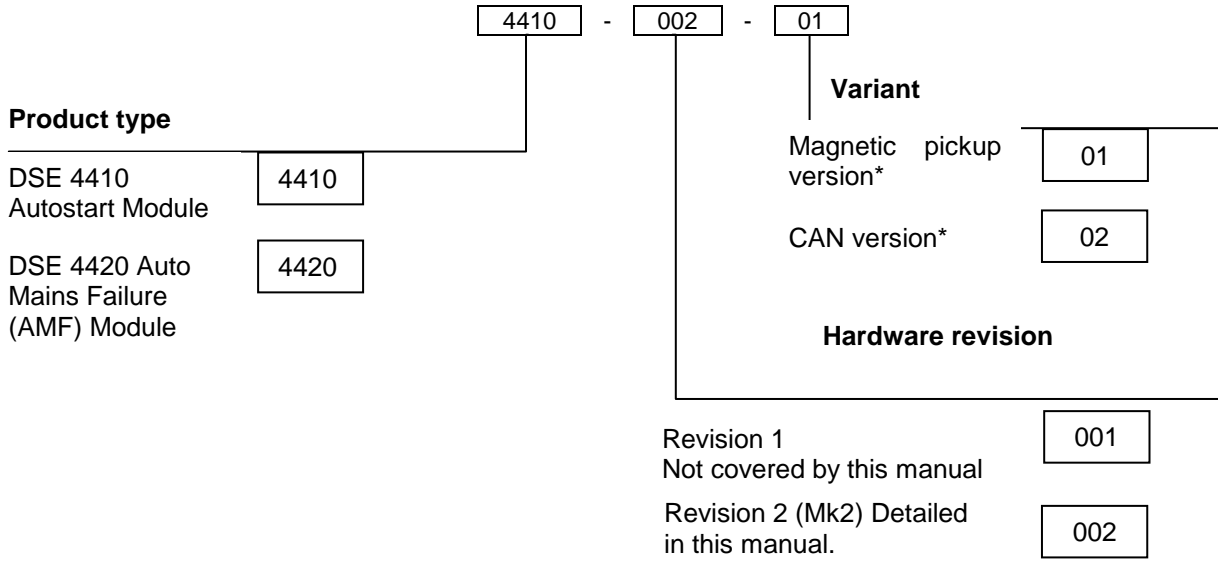 4410 - 002 - 01
Variant
Product type
Magnetic pickup
version*
01
DSE 4410
Autostart Module
4410
CAN version*
02
DSE 4420 Auto
Mains Failure
(AMF) Module
4420
Hardware revision
Revision 1
Not covered by this manual
001
Revision 2 (Mk2) Detailed
in this manual.
002